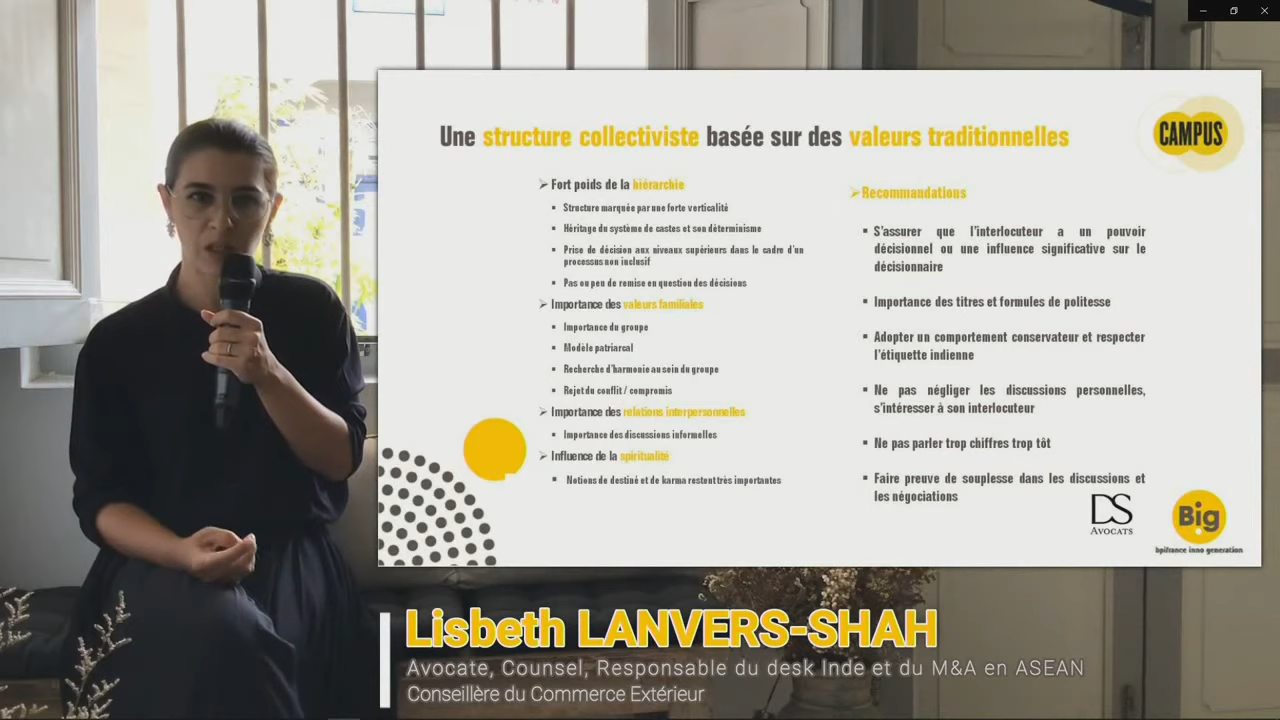 Une structure collectiviste basée sur des valeurs traditionnelles
CAMPUS
Fort poids de la hiérarchie
Structure marquée par une forte verticalité
Héritage du système de castes et son déterminisme
Prise de décision aux niveaux supérieurs dans le cadre d'un
processus non inclusif
Pas ou peu de remise en question des décisions
Importance des valeurs familiales
Importance du groupe
Modèle patriarcal
Recherche d'harmonie au sein du groupe
Rejet du conflit / compromis
Importance des relations interpersonnelles
Importance des discussions informelles
Influence de la spiritualité
Notions de destiné et de karma restent très importantes
Recommandations
S'assurer que l'interlocuteur a un pouvoir
décisionnel ou une influence significative sur le
décisionnaire
Importance des titres et formules de politesse
Adopter un comportement conservateur et respecter
l'étiquette indienne
Ne pas négliger les discussions personnelles,
s'intéresser à son interlocuteur
Ne pas parler trop chiffres trop tôt
Faire preuve de souplesse dans les discussions et
les négociations
DS
AVOCATS
Big
bpifrance inno generation
Lisbeth LANVERS-SHAH
Avocate, Counsel, Responsable du desk Inde et du M&A en ASEAN
Conseillère du Commerce Extérieur